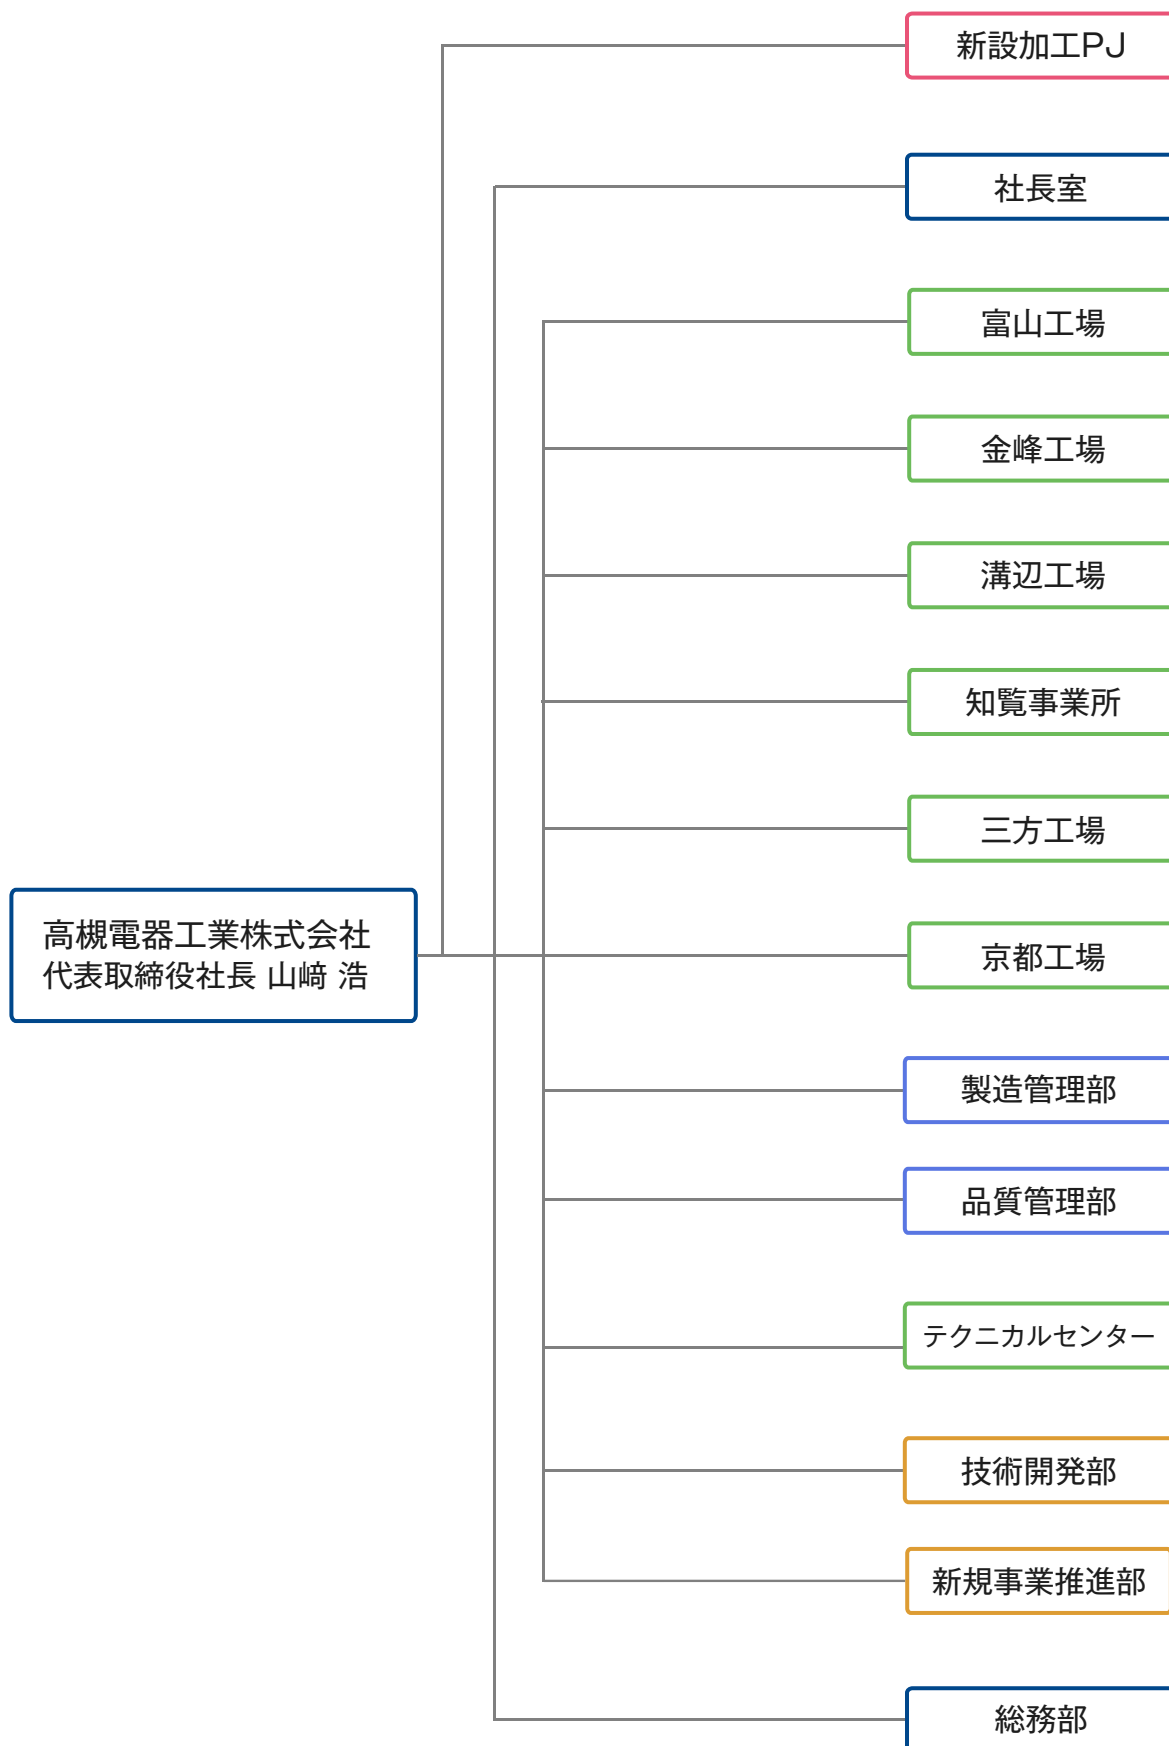 新設加工PJ
社長室
富山工場
金峰工場
溝辺工場
知覧事業所
三方工場
高槻電器工業株式会社
代表取締役社長 山﨑 浩
京都工場
製造管理部
品質管理部
テクニカルセンター
技術開発部
新規事業推進部
総務部